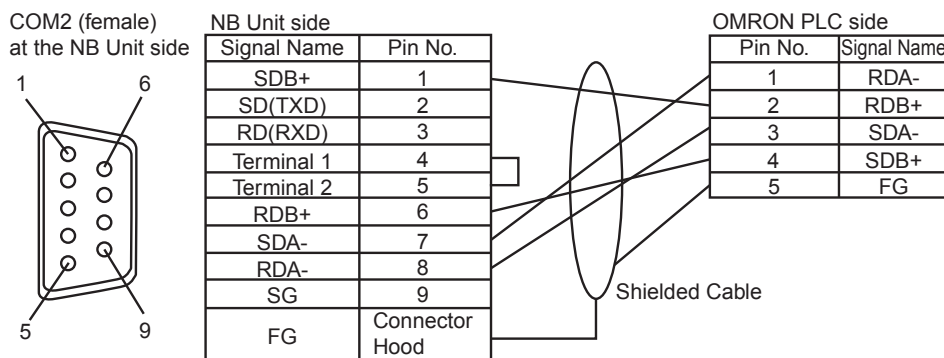 COM2 (female)
at the NB Unit side
1
6
5
9
NB Unit side
Signal Name Pin No.
SDB+ 1
SD(TXD) 2
RD(RXD) 3
Terminal 1 4
Terminal 2 5
RDB+ 6
SDA- 7
RDA- 8
SG 9
FG Connector
Hood
Shielded Cable
OMRON PLC side
Pin No. Signal Name
1 RDA-
2 RDB+
3 SDA-
4 SDB+
5 FG